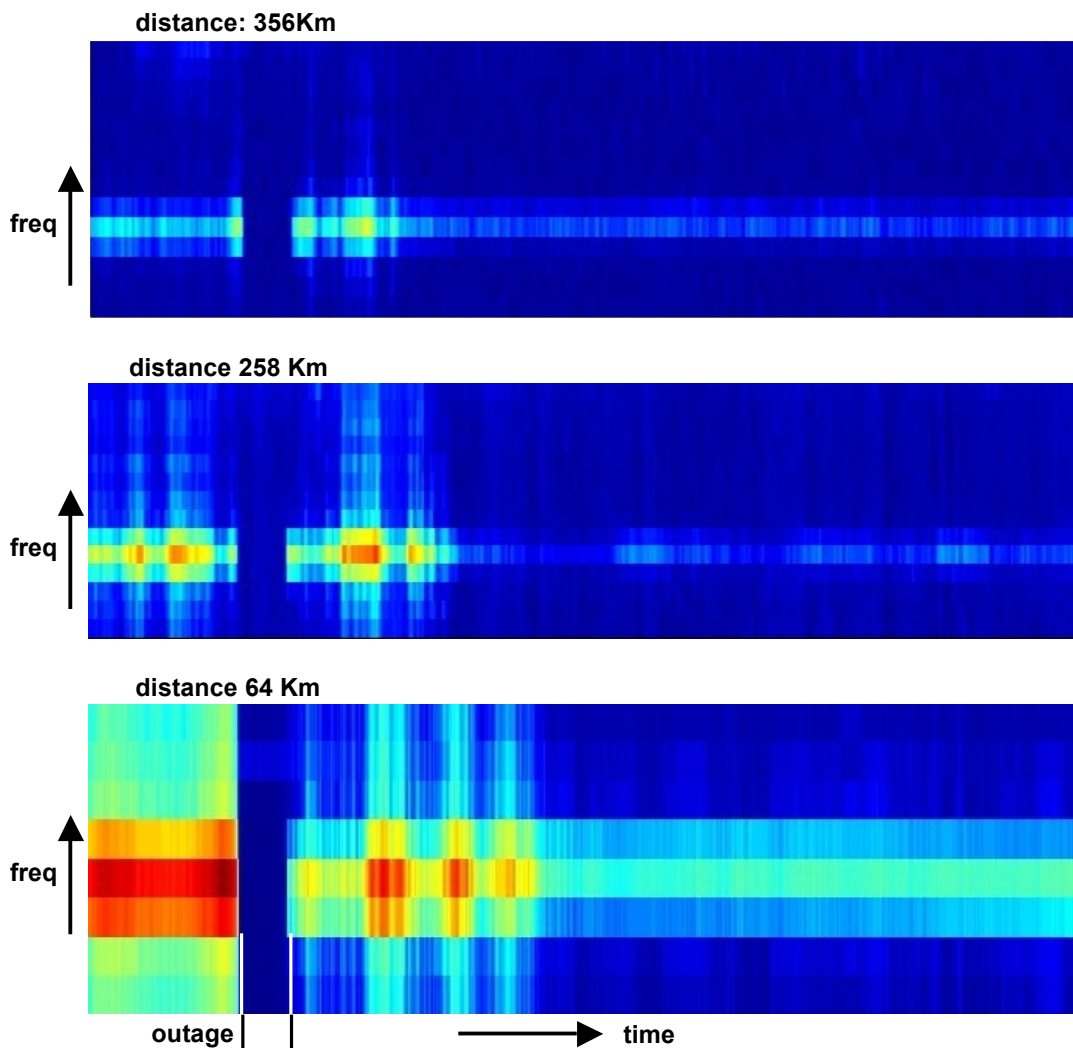 distance: 356Km
freq
distance 258 Km
freq
distance 64 Km
freq
outage
time